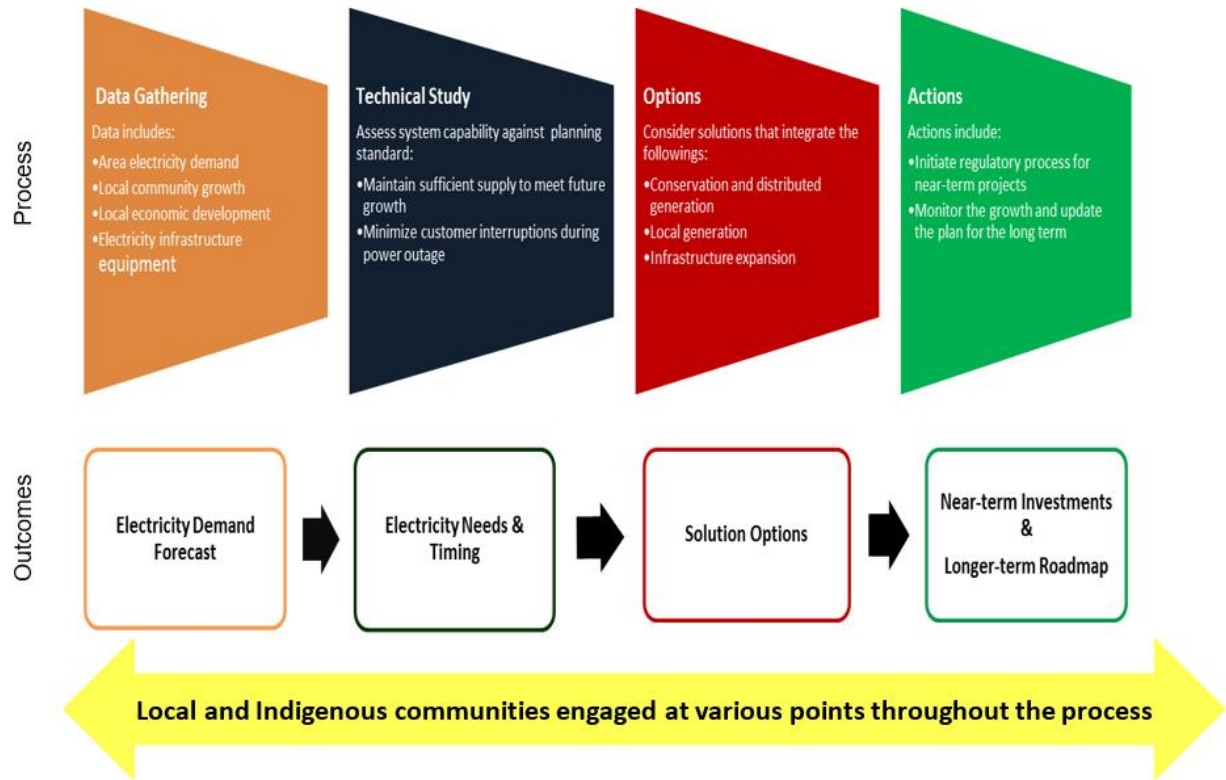 Process
Data Gathering
Data includes:
•Area electricity demand
•Local community growth
•Local economic development
•Electricity infrastructure
equipment
Technical Study
Assess system capability against planning
standard:
•Maintain sufficient supply to meet future
growth
•Minimize customer interruptions during
power outage
Options
Consider solutions that integrate the
followings:
•Conservation and distributed
generation
•Local generation
•Infrastructure expansion
Actions
Actions include:
•Initiate regulatory process for
near-term projects
•Monitor the growth and update
the plan for the long term
Outcomes
Electricity Demand
Forecast
Electricity Needs &
Timing
Solution Options
Near-term Investments
&
Longer-term Roadmap
Local and Indigenous communities engaged at various points throughout the process